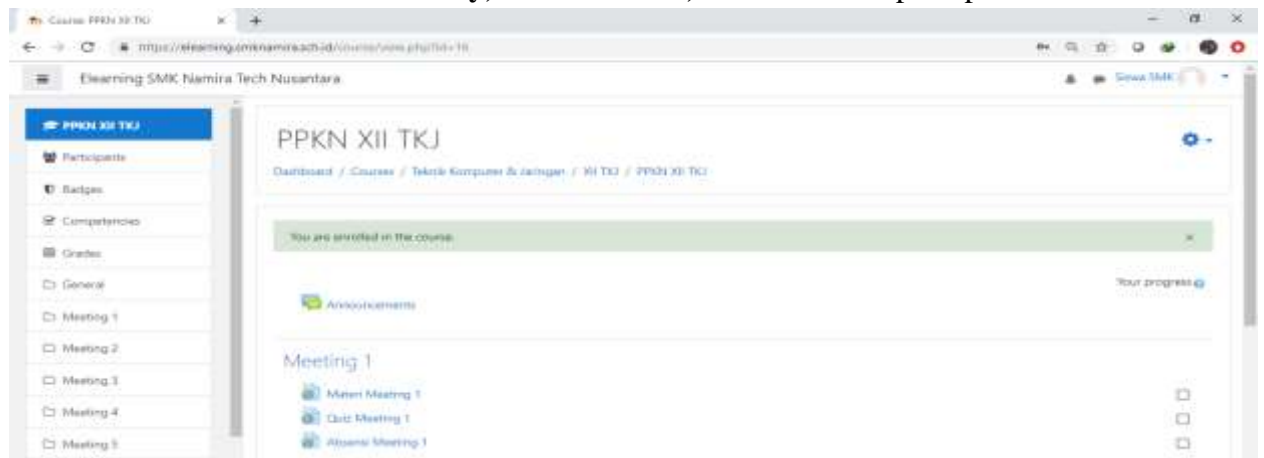 Course: PPKN XII TKJ
Elearning SMK Namira Tech Nusantara
Siswa SMK
PPKN XII TKJ
Participants
Badges
Competencies
Grades
General
Meeting 1
Meeting 2
Meeting 3
Meeting 4
Meeting 5
PPKN XII TKJ
Dashboard / Courses / Teknik Komputer & Jaringan / XII TKJ / PPKN XII TKJ
You are enrolled in the course.
Your progress
Announcements
Meeting 1
Materi Meeting 1
Quiz Meeting 1
Absensi Meeting 1